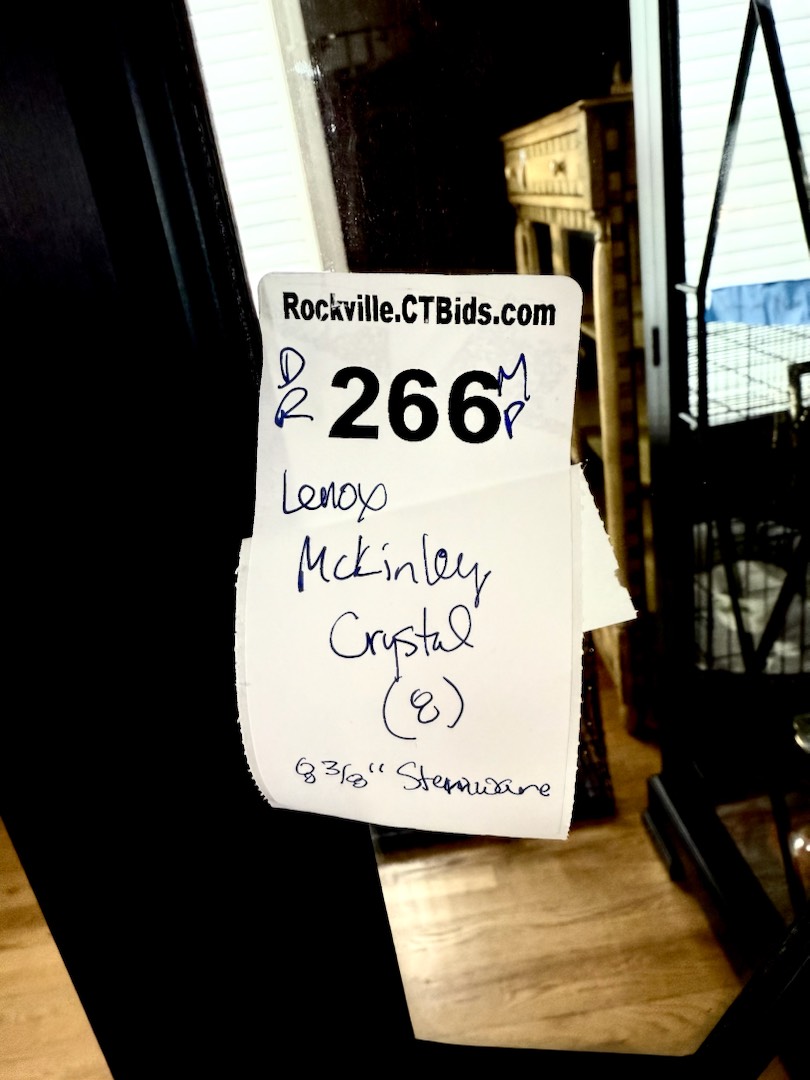 Rockville.CTBids.com
D 266 M
R P
Lenox
McKinley
Crystal
(8)
8 3/8" Stemware